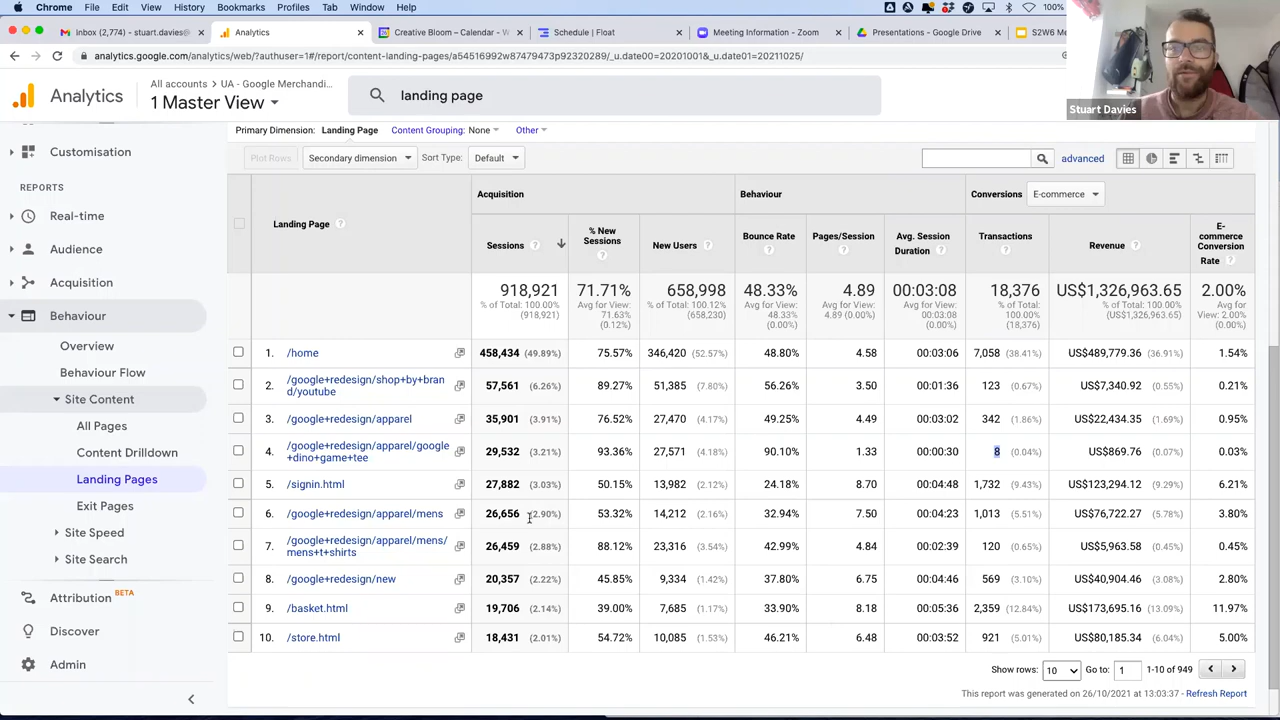 Chrome File Edit View History Bookmarks Profiles Tab Window Help 100%
Inbox (2,774) - stuart.davies@ Analytics Creative Bloom – Calendar - W Schedule | Float Meeting Information - Zoom Presentations - Google Drive S2W6 M
analytics.google.com/analytics/web/?authuser=1#/report/content-landing-pages/a54516992w87479473p92320289/_u.date00=20201001&_u.date01=20211025/
Analytics
All accounts > UA - Google Merchandi...
1 Master View
landing page
Stuart Davies
Customisation
REPORTS
Real-time
Audience
Acquisition
Behaviour
Overview
Behaviour Flow
Site Content
All Pages
Content Drilldown
Landing Pages
Exit Pages
Site Speed
Site Search
Attribution BETA
Discover
Admin
Primary Dimension: Landing Page Content Grouping: None Other
Plot Rows Secondary dimension Sort Type: Default advanced
Landing Page
Acquisition Behaviour Conversions E-commerce
Sessions % New Sessions New Users Bounce Rate Pages/Session Avg. Session Duration Transactions Revenue E-commerce Conversion Rate
918,921 71.71% 658,998 48.33% 4.89 00:03:08 18,376 US$1,326,963.65 2.00%
% of Total: 100.00% (918,921) Avg for View: 71.63% (0.12%) % of Total: 100.12% (658,230) Avg for View: 48.33% (0.00%) Avg for View: 4.89 (0.00%) Avg for View: 00:03:08 (0.00%) % of Total: 100.00% (18,376) % of Total: 100.00% (US$1,326,963.65) Avg for View: 2.00% (0.00%)
1. /home 458,434 (49.89%) 75.57% 346,420 (52.57%) 48.80% 4.58 00:03:06 7,058 (38.41%) US$489,779.36 (36.91%) 1.54%
2. /google+redesign/shop+by+brand/youtube 57,561 (6.26%) 89.27% 51,385 (7.80%) 56.26% 3.50 00:01:36 123 (0.67%) US$7,340.92 (0.55%) 0.21%
3. /google+redesign/apparel 35,901 (3.91%) 76.52% 27,470 (4.17%) 49.25% 4.49 00:03:02 342 (1.86%) US$22,434.35 (1.69%) 0.95%
4. /google+redesign/apparel/google+dino+game+tee 29,532 (3.21%) 93.36% 27,571 (4.18%) 90.10% 1.33 00:00:30 8 (0.04%) US$869.76 (0.07%) 0.03%
5. /signin.html 27,882 (3.03%) 50.15% 13,982 (2.12%) 24.18% 8.70 00:04:48 1,732 (9.43%) US$123,294.12 (9.29%) 6.21%
6. /google+redesign/apparel/mens 26,656 (2.90%) 53.32% 14,212 (2.16%) 32.94% 7.50 00:04:23 1,013 (5.51%) US$76,722.27 (5.78%) 3.80%
7. /google+redesign/apparel/mens/mens+t+shirts 26,459 (2.88%) 88.12% 23,316 (3.54%) 42.99% 4.84 00:02:39 120 (0.65%) US$5,963.58 (0.45%) 0.45%
8. /google+redesign/new 20,357 (2.22%) 45.85% 9,334 (1.42%) 37.80% 6.75 00:04:46 569 (3.10%) US$40,904.46 (3.08%) 2.80%
9. /basket.html 19,706 (2.14%) 39.00% 7,685 (1.17%) 33.90% 8.18 00:05:36 2,359 (12.84%) US$173,695.16 (13.09%) 11.97%
10. /store.html 18,431 (2.01%) 54.72% 10,085 (1.53%) 46.21% 6.48 00:03:52 921 (5.01%) US$80,185.34 (6.04%) 5.00%
Show rows: 10 Go to: 1 1-10 of 949
This report was generated on 26/10/2021 at 13:03:37 - Refresh Report